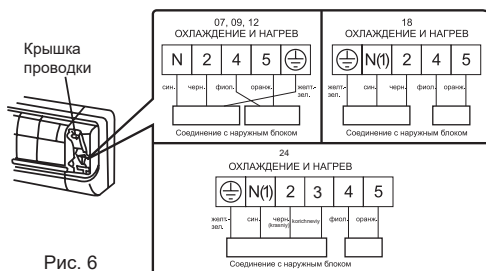 Крышка
проводки
07, 09, 12
ОХЛАЖДЕНИЕ И НАГРЕВ
N 2 4 5
син. черн. фиол. оранж. желт-
зел.
Соединение с наружным блоком
18
ОХЛАЖДЕНИЕ И НАГРЕВ
N(1) 2 4 5
желт.-
зел.
син. черн. фиол. оранж.
Соединение с наружным блоком
24
ОХЛАЖДЕНИЕ И НАГРЕВ
N(1) 2 3 4 5
желт.-
зел.
син. черн. korichneviy фиол. оранж.
(krasniy)
Соединение с наружным блоком
Рис. 6